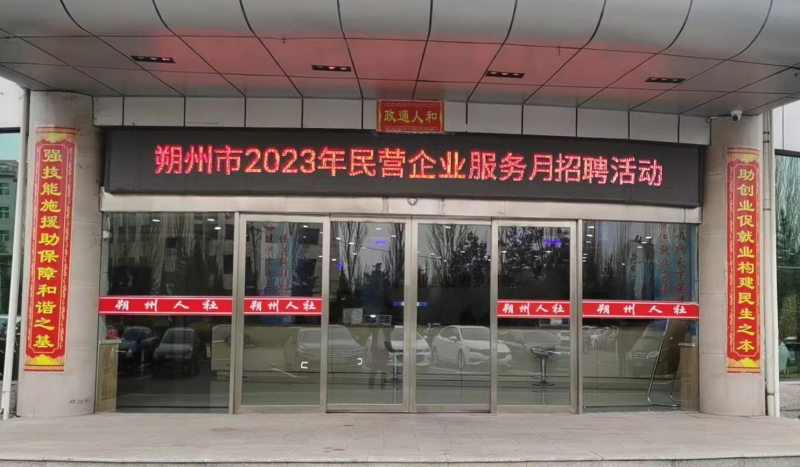 政通人和
朔州市2023年民营企业服务月招聘活动
强技能施援助保障和谐之基
助创业促就业构建民生之本
朔州人社
朔州人社
朔州人社
朔州人社